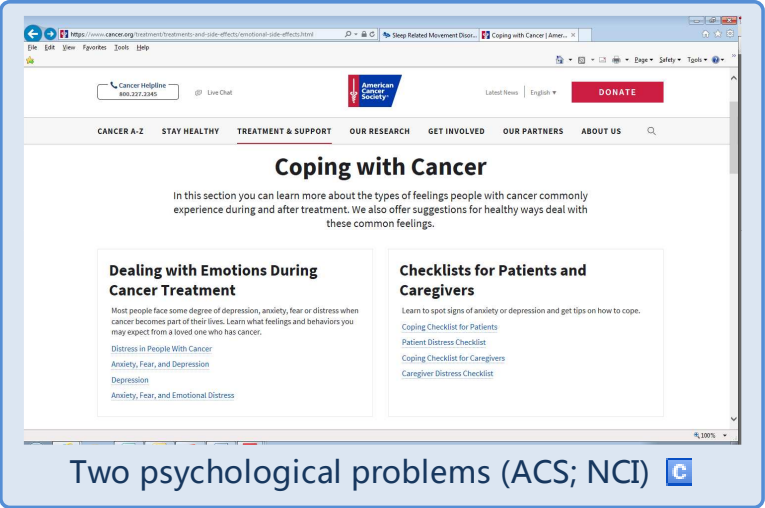 https://www.cancer.org/treatment/treatments-and-side-effects/emotional-side-effects.html
Sleep Related Movement Disor...
Coping with Cancer | Amer...
File Edit View Favorites Tools Help
Page Safety Tools
Cancer Helpline
800.227.2345
Live Chat
American
Cancer
Society
Latest News
English
DONATE
CANCER A-Z STAY HEALTHY TREATMENT & SUPPORT OUR RESEARCH GET INVOLVED OUR PARTNERS ABOUT US
Coping with Cancer
In this section you can learn more about the types of feelings people with cancer commonly
experience during and after treatment. We also offer suggestions for healthy ways deal with
these common feelings.
Dealing with Emotions During
Cancer Treatment
Most people face some degree of depression, anxiety, fear or distress when
cancer becomes part of their lives. Learn what feelings and behaviors you
may expect from a loved one who has cancer.
Distress in People With Cancer
Anxiety, Fear, and Depression
Depression
Anxiety, Fear, and Emotional Distress
Checklists for Patients and
Caregivers
Learn to spot signs of anxiety or depression and get tips on how to cope.
Coping Checklist for Patients
Patient Distress Checklist
Coping Checklist for Caregivers
Caregiver Distress Checklist
100%
Two psychological problems (ACS; NCI) C